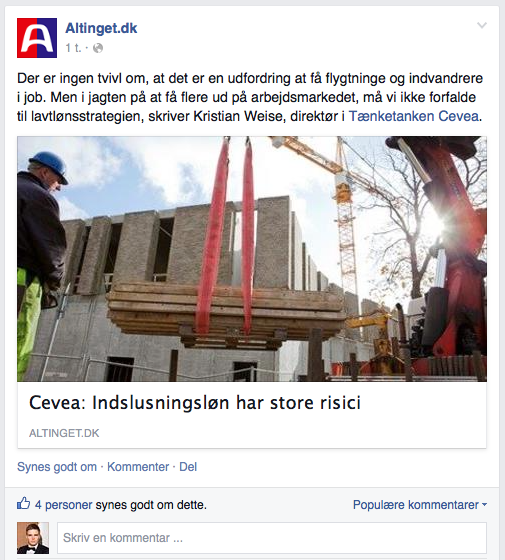 Altinget.dk
1 t. ·
Der er ingen tvivl om, at det er en udfordring at få flygtninge og indvandrere
i job. Men i jagten på at få flere ud på arbejdsmarkedet, må vi ikke forfalde
til lavtlønsstrategien, skriver Kristian Weise, direktør i Tænketanken Cevea.
Cevea: Indslusningsløn har store risici
ALTINGET.DK
Synes godt om · Kommenter · Del
4 personer synes godt om dette.
Populære kommentarer
Skriv en kommentar ...